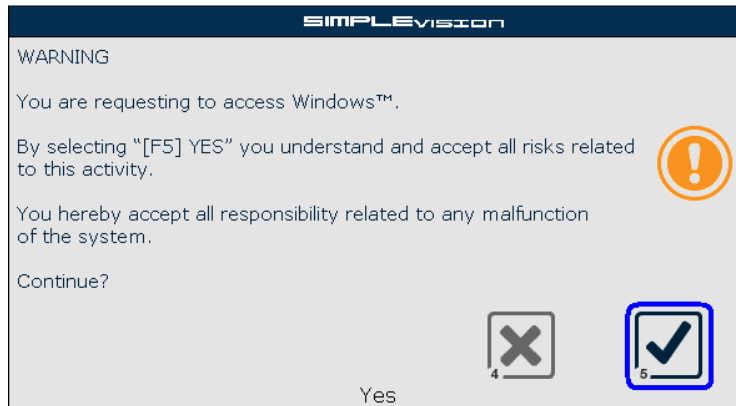 SIMPLEVISION
WARNING
You are requesting to access Windows™.
By selecting “[F5] YES” you understand and accept all risks related
to this activity.
You hereby accept all responsibility related to any malfunction
of the system.
Continue?
4
5
Yes